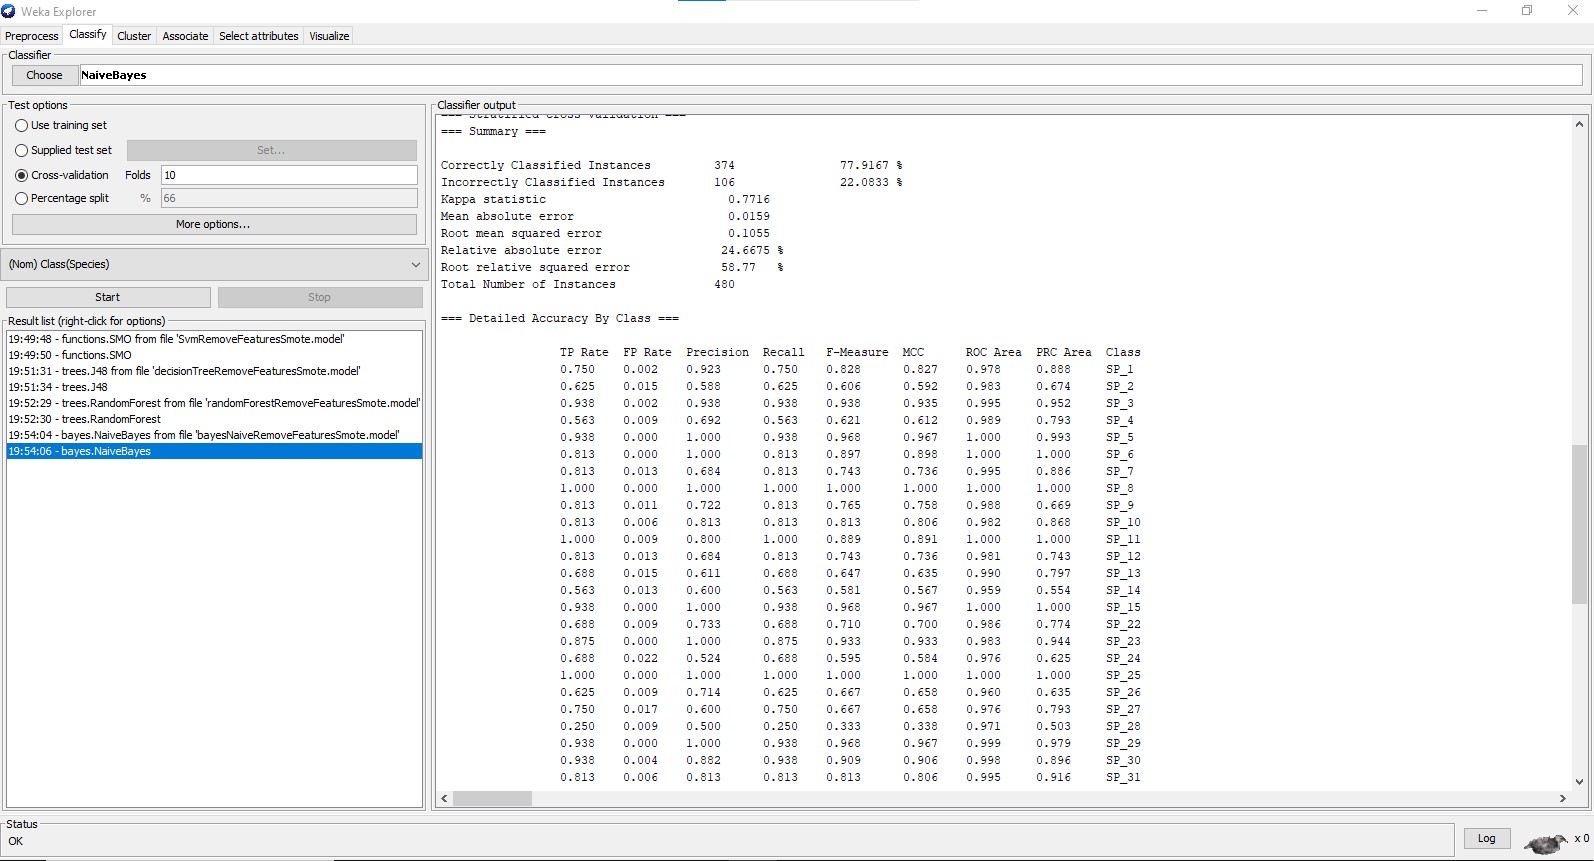 Weka Explorer
Preprocess Classify Cluster Associate Select attributes Visualize
Classifier
Choose NaiveBayes
Test options
Use training set
Supplied test set Set...
Cross-validation Folds 10
Percentage split % 66
More options...
(Nom) Class(Species)
Start Stop
Result list (right-click for options)
19:49:48 - functions.SMO from file 'SvmRemoveFeaturesSmote.model'
19:49:50 - functions.SMO
19:51:31 - trees.J48 from file 'decisionTreeRemoveFeaturesSmote.model'
19:51:34 - trees.J48
19:52:29 - trees.RandomForest from file 'randomForestRemoveFeaturesSmote.model'
19:52:30 - trees.RandomForest
19:54:04 - bayes.NaiveBayes from file 'bayesNaiveRemoveFeaturesSmote.model'
19:54:06 - bayes.NaiveBayes
Classifier output
=== Stratified cross-validation ===
=== Summary ===
Correctly Classified Instances 374 77.9167 %
Incorrectly Classified Instances 106 22.0833 %
Kappa statistic 0.7716
Mean absolute error 0.0159
Root mean squared error 0.1055
Relative absolute error 24.6675 %
Root relative squared error 58.77 %
Total Number of Instances 480
=== Detailed Accuracy By Class ===
TP Rate FP Rate Precision Recall F-Measure MCC ROC Area PRC Area Class
0.750 0.002 0.923 0.750 0.828 0.827 0.978 0.888 SP_1
0.625 0.015 0.588 0.625 0.606 0.592 0.983 0.674 SP_2
0.938 0.002 0.938 0.938 0.938 0.935 0.995 0.952 SP_3
0.563 0.009 0.692 0.563 0.621 0.612 0.989 0.793 SP_4
0.938 0.000 1.000 0.938 0.968 0.967 1.000 0.993 SP_5
0.813 0.000 1.000 0.813 0.897 0.898 1.000 1.000 SP_6
0.813 0.013 0.684 0.813 0.743 0.736 0.995 0.886 SP_7
1.000 0.000 1.000 1.000 1.000 1.000 1.000 1.000 SP_8
0.813 0.011 0.722 0.813 0.765 0.758 0.988 0.669 SP_9
0.813 0.006 0.813 0.813 0.813 0.806 0.982 0.868 SP_10
1.000 0.009 0.800 1.000 0.889 0.891 1.000 1.000 SP_11
0.813 0.013 0.684 0.813 0.743 0.736 0.981 0.743 SP_12
0.688 0.015 0.611 0.688 0.647 0.635 0.990 0.797 SP_13
0.563 0.013 0.600 0.563 0.581 0.567 0.959 0.554 SP_14
0.938 0.000 1.000 0.938 0.968 0.967 1.000 1.000 SP_15
0.688 0.009 0.733 0.688 0.710 0.700 0.986 0.774 SP_22
0.875 0.000 1.000 0.875 0.933 0.933 0.983 0.944 SP_23
0.688 0.022 0.524 0.688 0.595 0.584 0.976 0.625 SP_24
1.000 0.000 1.000 1.000 1.000 1.000 1.000 1.000 SP_25
0.625 0.009 0.714 0.625 0.667 0.658 0.960 0.635 SP_26
0.750 0.017 0.600 0.750 0.667 0.658 0.976 0.793 SP_27
0.250 0.009 0.500 0.250 0.333 0.338 0.971 0.503 SP_28
0.938 0.000 1.000 0.938 0.968 0.967 0.999 0.979 SP_29
0.938 0.004 0.882 0.938 0.909 0.906 0.998 0.896 SP_30
0.813 0.006 0.813 0.813 0.813 0.806 0.995 0.916 SP_31
Status
OK
Log x 0